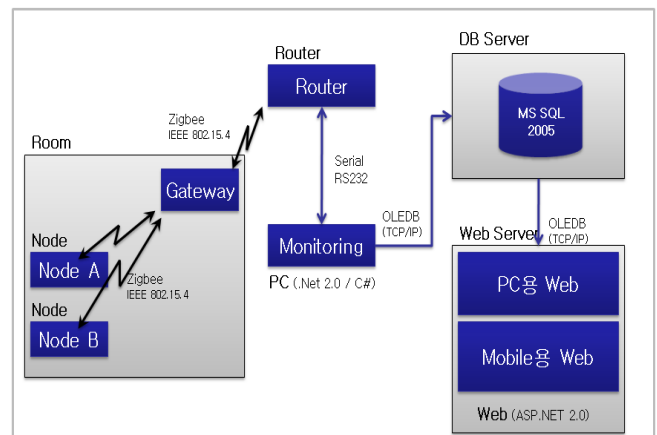 Router
Router
Zigbee
IEEE 802.15.4
Room
Gateway
Node
Node A
Zigbee
IEEE 802.15.4
Node
Node B
Serial
RS232
Monitoring
PC (.Net 2.0 / C#)
OLEDB
(TCP/IP)
DB Server
MS SQL
2005
OLEDB
(TCP/IP)
Web Server
PC용 Web
Mobile용 Web
Web (ASP.NET 2.0)